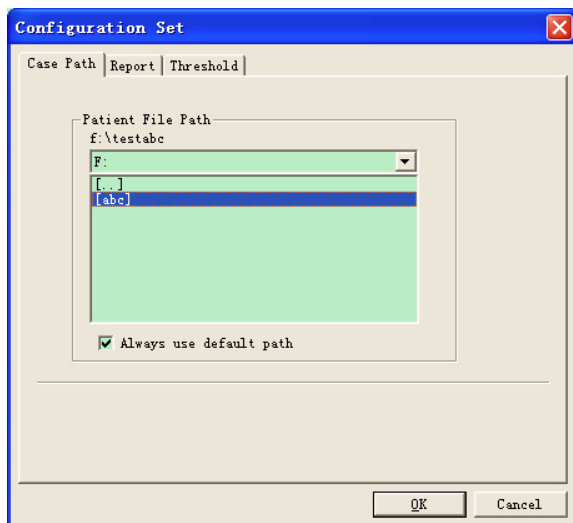 Configuration Set
Case Path Report Threshold
Patient File Path
f:\testabc
F:
[..]
[abc]
Always use default path
OK Cancel